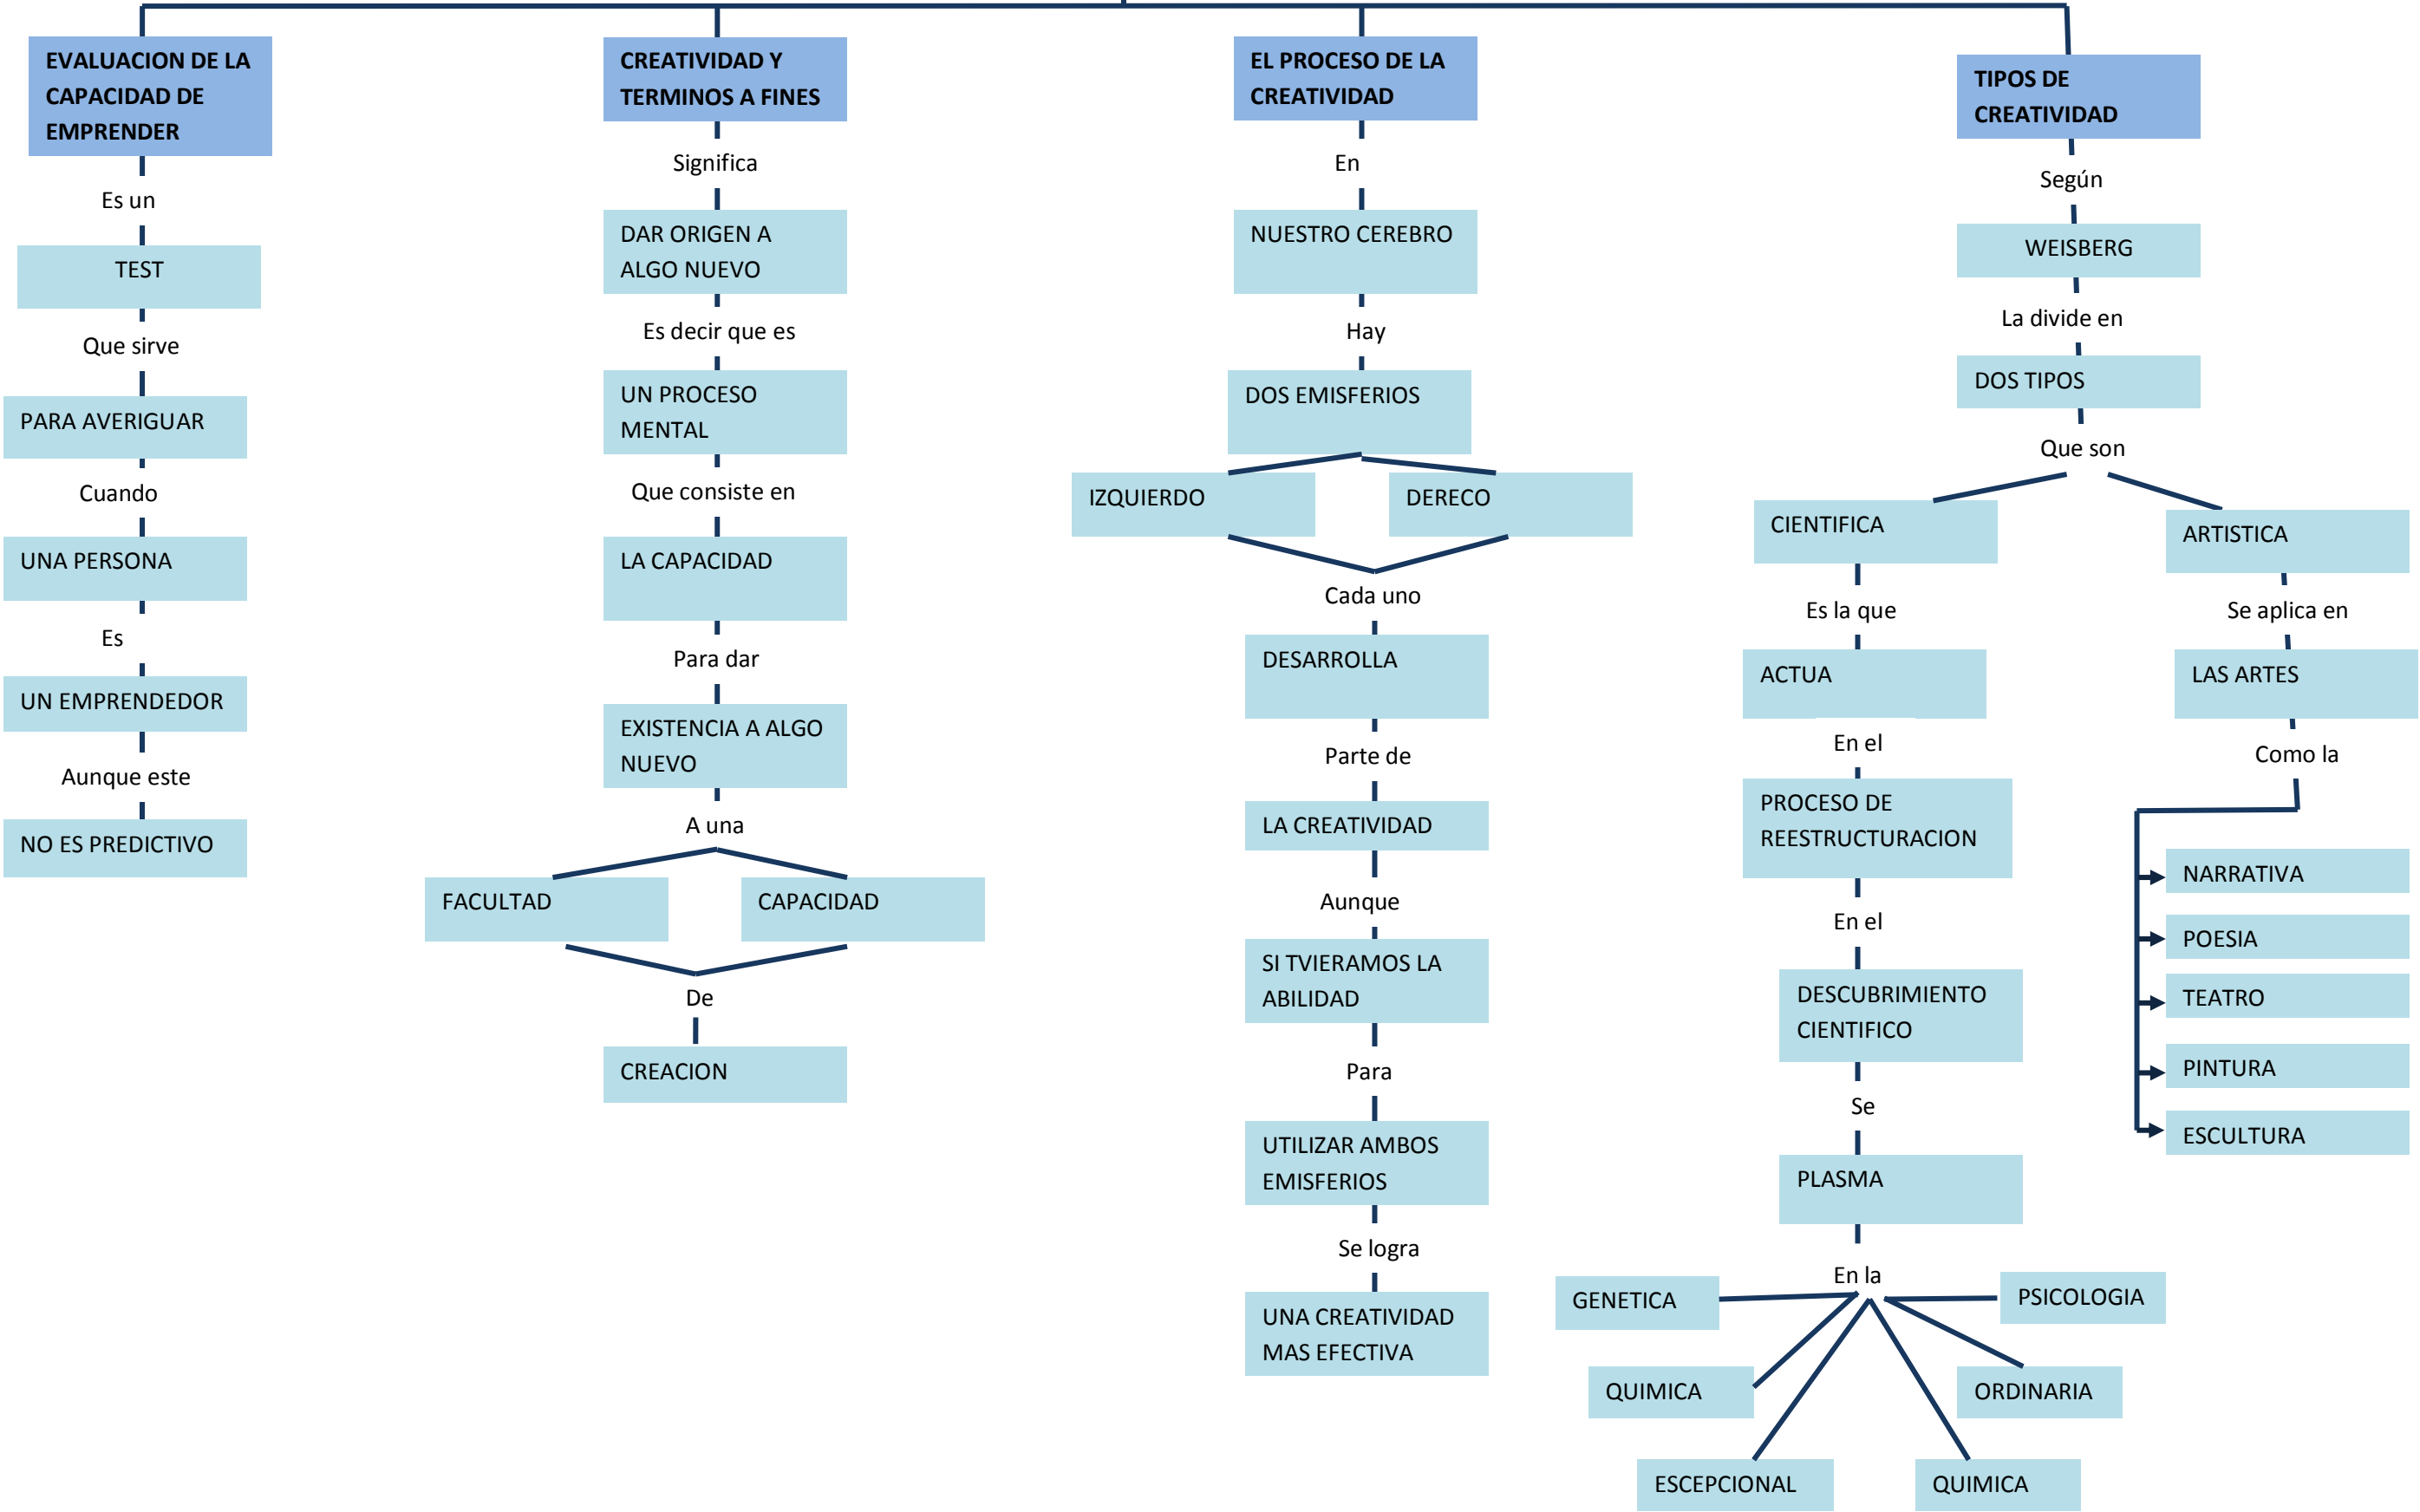 EVALUACION DE LA
CAPACIDAD DE
EMPRENDER
Es un
TEST
Que sirve
PARA AVERIGUAR
Cuando
UNA PERSONA
Es
UN EMPRENDEDOR
Aunque este
NO ES PREDICTIVO
CREATIVIDAD Y
TERMINOS A FINES
Significa
DAR ORIGEN A
ALGO NUEVO
Es decir que es
UN PROCESO
MENTAL
Que consiste en
LA CAPACIDAD
Para dar
EXISTENCIA A ALGO
NUEVO
A una
FACULTAD
CAPACIDAD
De
CREACION
EL PROCESO DE LA
CREATIVIDAD
En
NUESTRO CEREBRO
Hay
DOS EMISFERIOS
IZQUIERDO
DERECO
Cada uno
DESARROLLA
Parte de
LA CREATIVIDAD
Aunque
SI TVIERAMOS LA
ABILIDAD
Para
UTILIZAR AMBOS
EMISFERIOS
Se logra
UNA CREATIVIDAD
MAS EFECTIVA
TIPOS DE
CREATIVIDAD
Según
WEISBERG
La divide en
DOS TIPOS
Que son
CIENTIFICA
Es la que
ACTUA
En el
PROCESO DE
REESTRUCTURACION
En el
DESCUBRIMIENTO
CIENTIFICO
Se
PLASMA
En la
GENETICA
PSICOLOGIA
QUIMICA
ORDINARIA
ESCEPCIONAL
QUIMICA
ARTISTICA
Se aplica en
LAS ARTES
Como la
NARRATIVA
POESIA
TEATRO
PINTURA
ESCULTURA